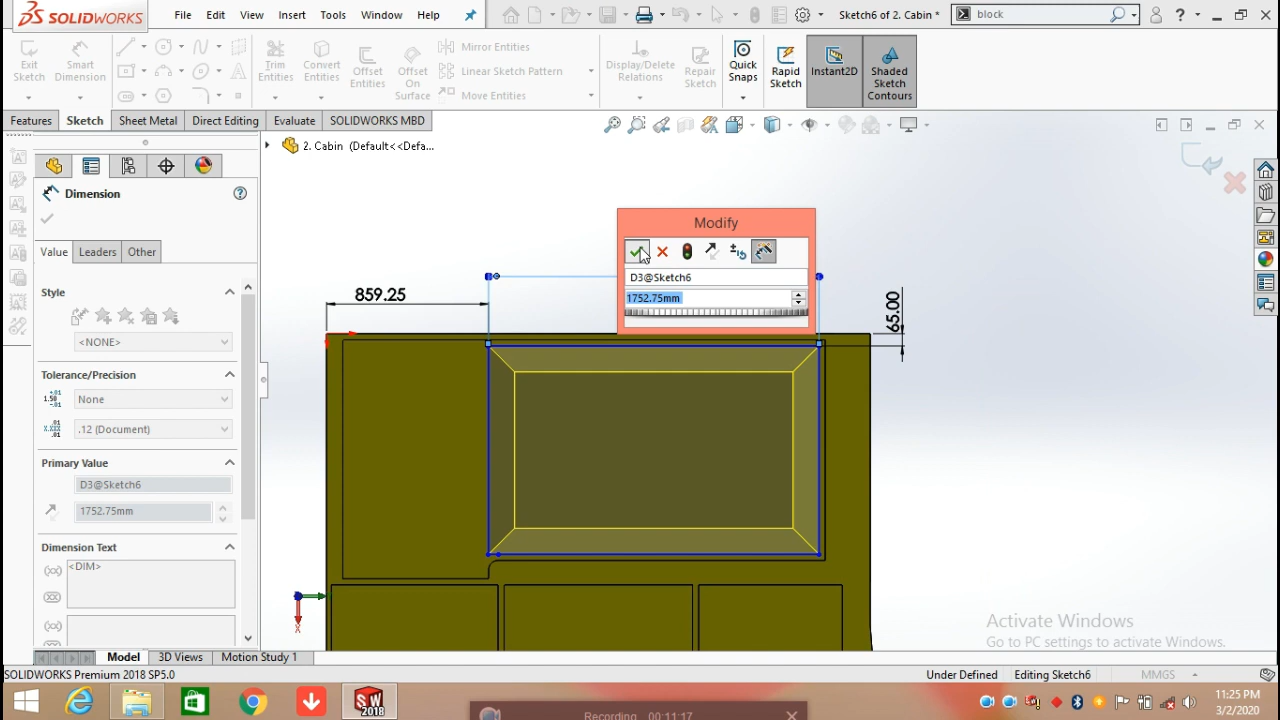 SOLIDWORKS
File
Edit
View
Insert
Tools
Window
Help
Sketch6 of 2. Cabin *
block
?
Exit Sketch
Smart Dimension
Trim Entities
Convert Entities
Offset Entities
Offset On Surface
Mirror Entities
Linear Sketch Pattern
Move Entities
Display/Delete Relations
Repair Sketch
Quick Snaps
Rapid Sketch
Instant2D
Shaded Sketch Contours
Features
Sketch
Sheet Metal
Direct Editing
Evaluate
SOLIDWORKS MBD
2. Cabin (Default<<Defa...
Dimension
Value
Leaders
Other
Style
<NONE>
Tolerance/Precision
None
.12 (Document)
Primary Value
D3@Sketch6
1752.75mm
Dimension Text
<DIM>
Modify
D3@Sketch6
1752.75mm
859.25
65.00
X
Activate Windows
Go to PC settings to activate Windows.
Model
3D Views
Motion Study 1
SOLIDWORKS Premium 2018 SP5.0
Under Defined
Editing Sketch6
MMGS
SW 2018
Recording 00:11:17
11:25 PM
3/2/2020